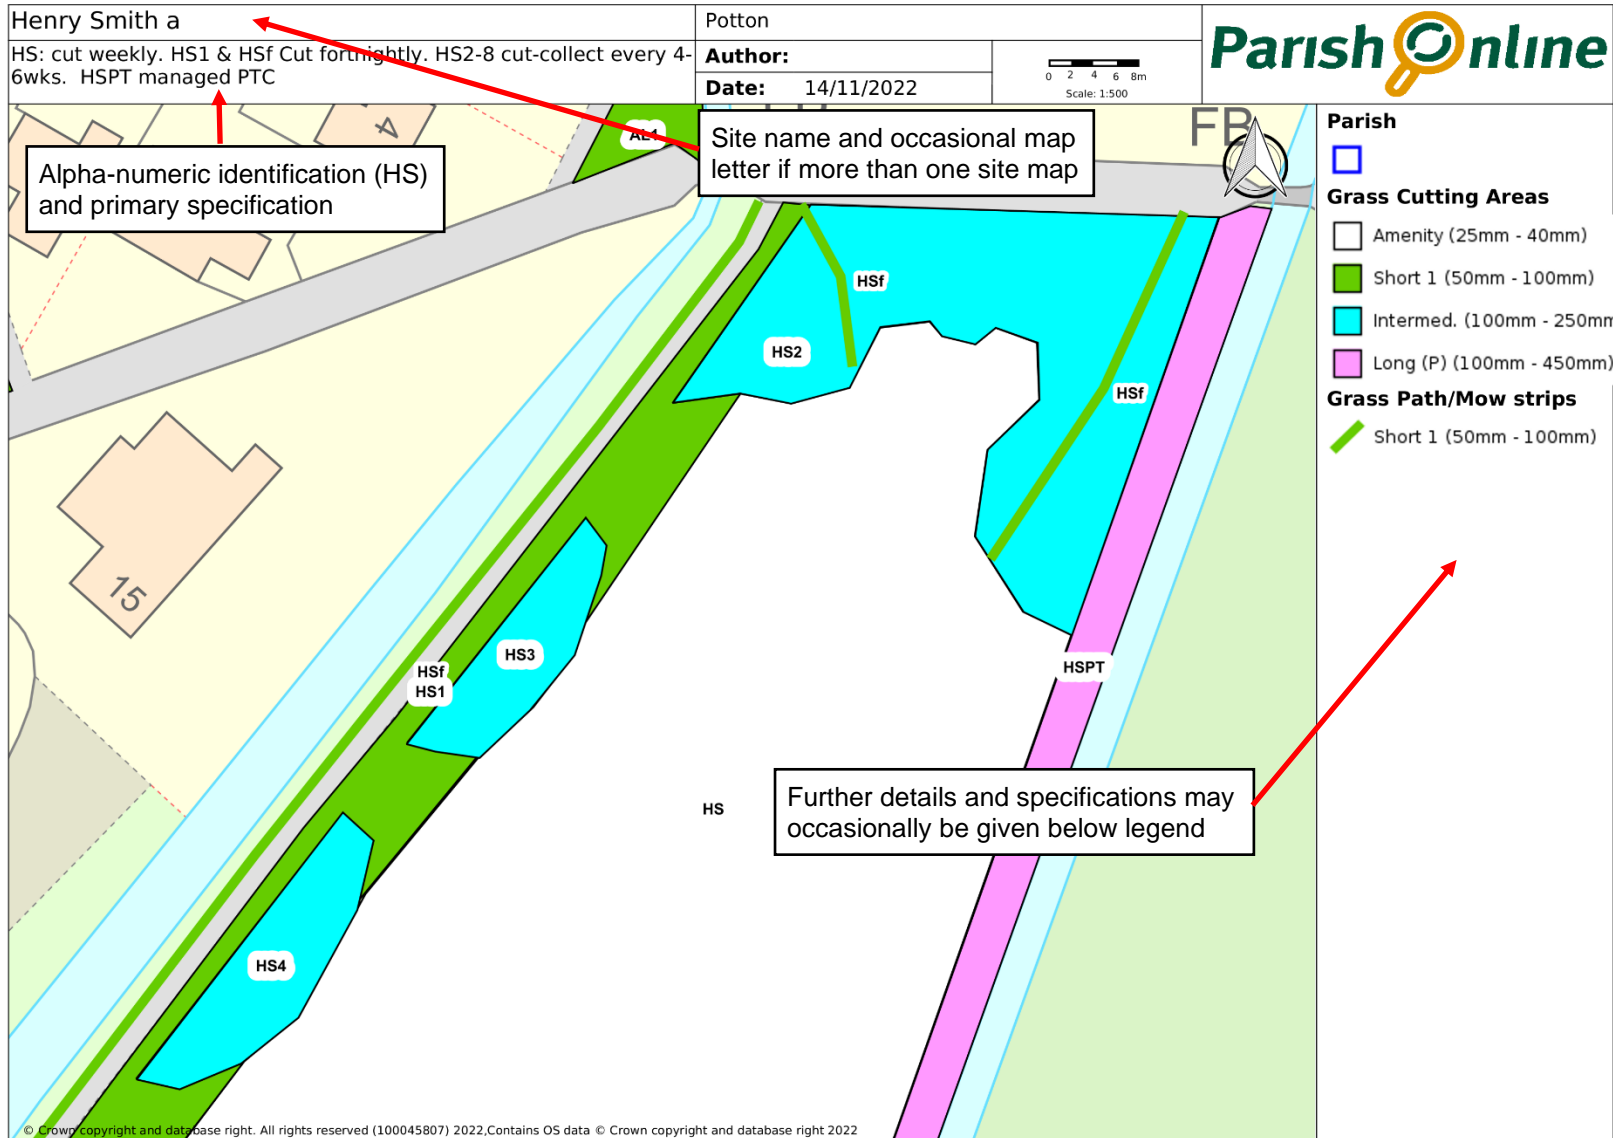 Henry Smith a
HS: cut weekly. HS1 & HSf Cut fortnightly. HS2-8 cut-collect every 4-
6wks.  HSPT managed PTC
Potton
Author:
Date: 14/11/2022
0 2 4 6 8m
Scale: 1:500
Parish Online
Alpha-numeric identification (HS)
and primary specification
Site name and occasional map
letter if more than one site map
4
AL1
FB
Parish
Grass Cutting Areas
Amenity (25mm - 40mm)
Short 1 (50mm - 100mm)
Intermed. (100mm - 250mm
Long (P) (100mm - 450mm)
Grass Path/Mow strips
Short 1 (50mm - 100mm)
HSf
HS2
HSf
15
HS3
HSf
HS1
HSPT
HS
Further details and specifications may
occasionally be given below legend
HS4
© Crown copyright and database right. All rights reserved (100045807) 2022,Contains OS data © Crown copyright and database right 2022